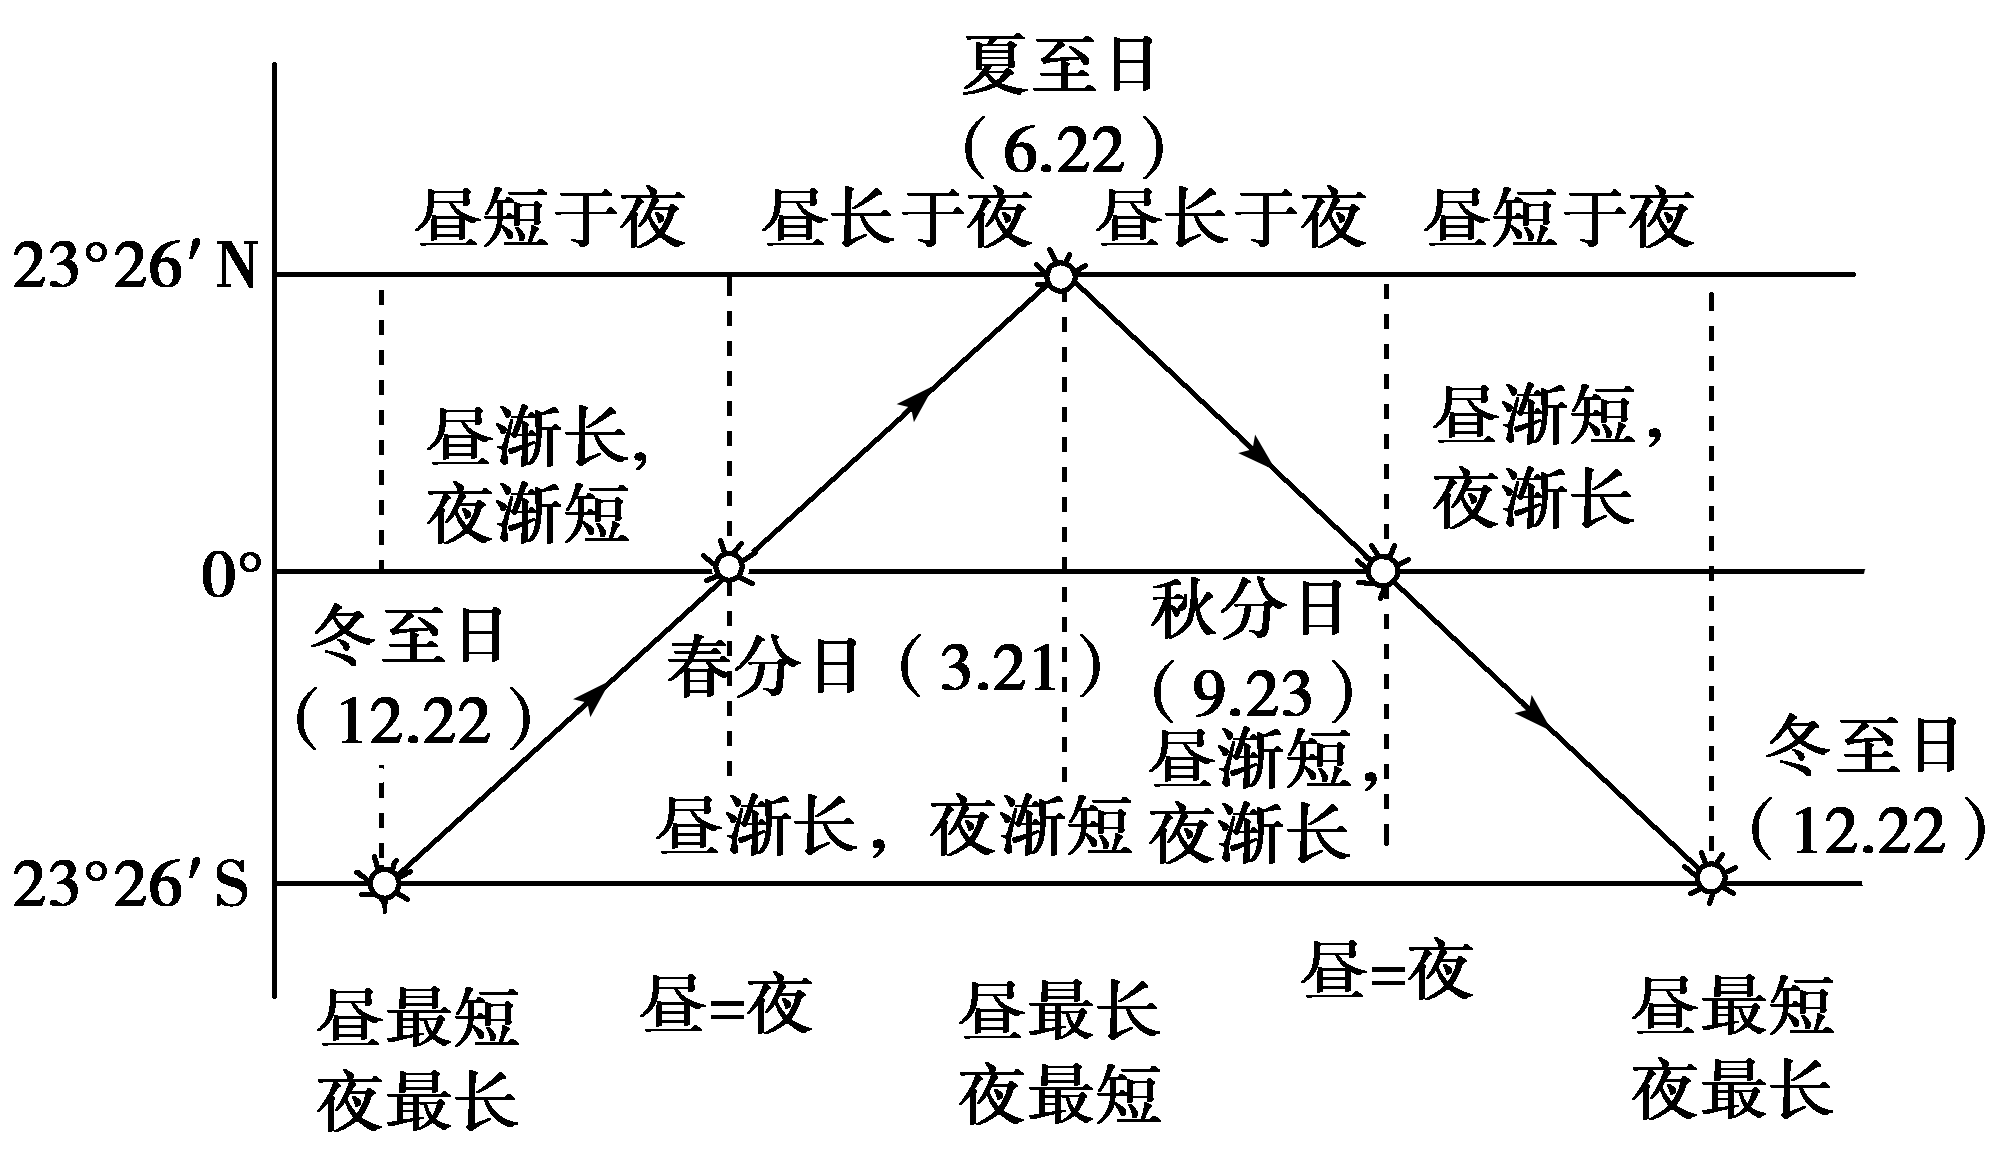 夏至日
(6.22)
昼短于夜 昼长于夜 昼长于夜 昼短于夜
23°26′N
昼渐长,
夜渐短
昼渐短,
夜渐长
0°
冬至日
(12.22)
春分日(3.21)
秋分日
(9.23)
昼渐长,夜渐短
昼渐短,
夜渐长
冬至日
(12.22)
23°26′S
昼最短
夜最长
昼=夜
昼最长
夜最短
昼=夜
昼最短
夜最长